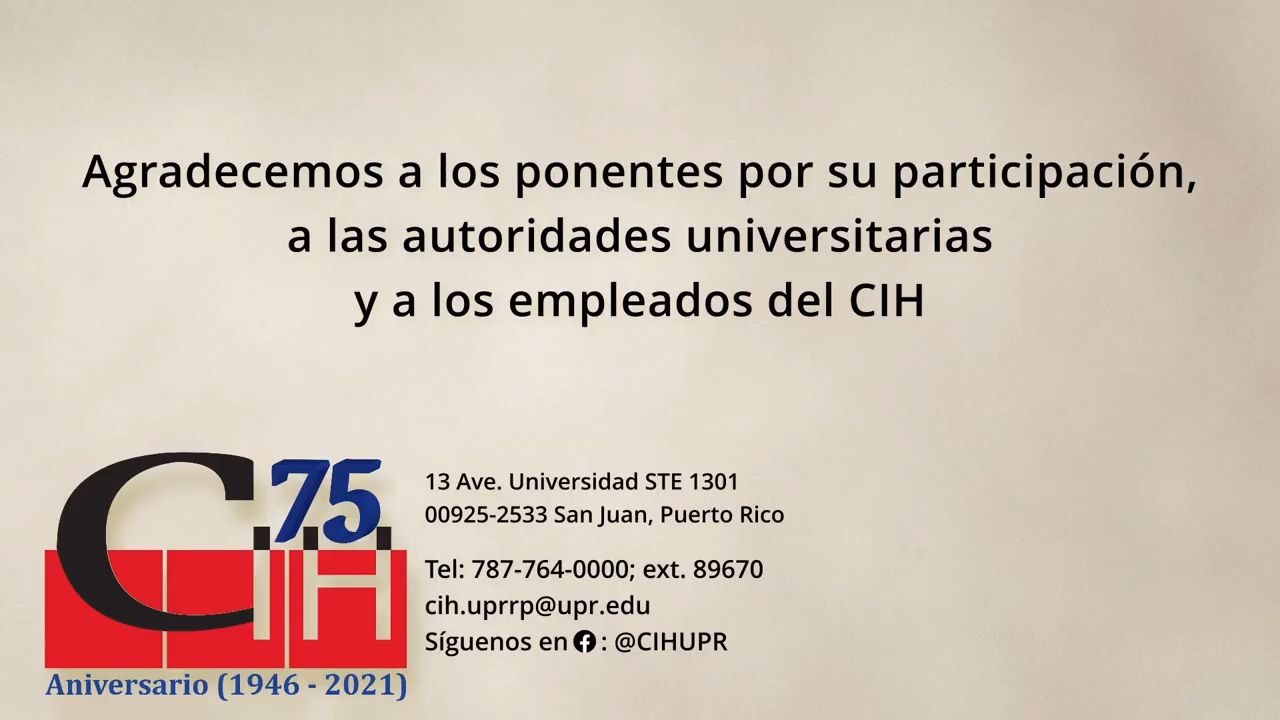 Agradecemos a los ponentes por su participación,
a las autoridades universitarias
y a los empleados del CIH
CIH
75
Aniversario (1946 - 2021)
13 Ave. Universidad STE 1301
00925-2533 San Juan, Puerto Rico
Tel: 787-764-0000; ext. 89670
cih.uprrp@upr.edu
Síguenos en : @CIHUPR